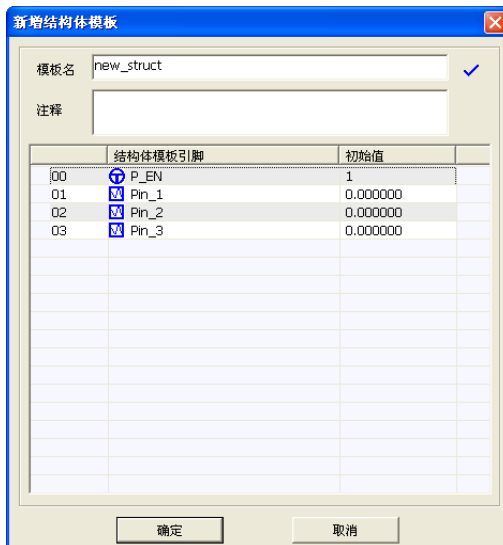 新增结构体模板
模板名 new_struct
注释
结构体模板引脚 初始值
00 P_EN 1
01 Pin_1 0.000000
02 Pin_2 0.000000
03 Pin_3 0.000000
确定 取消